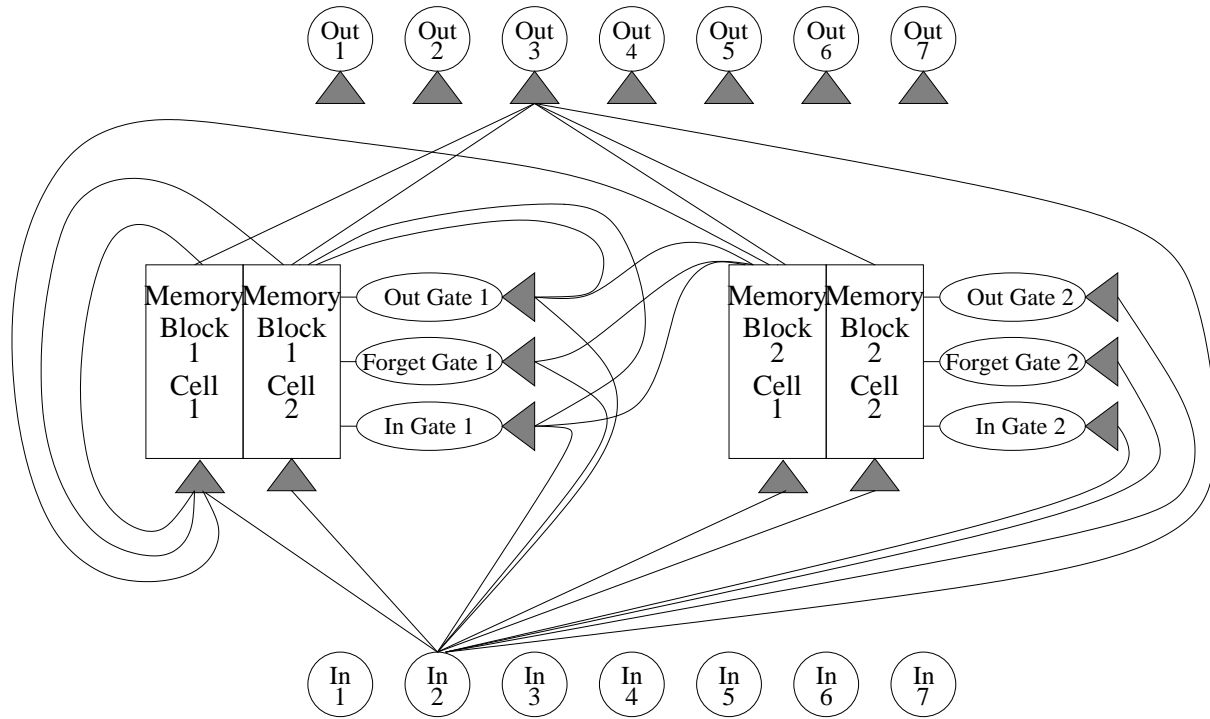 Out
1
Out
2
Out
3
Out
4
Out
5
Out
6
Out
7
Memory
Block
1
Cell
1
Memory
Block
1
Cell
2
Out Gate 1
Forget Gate 1
In Gate 1
Memory
Block
2
Cell
1
Memory
Block
2
Cell
2
Out Gate 2
Forget Gate 2
In Gate 2
In
1
In
2
In
3
In
4
In
5
In
6
In
7